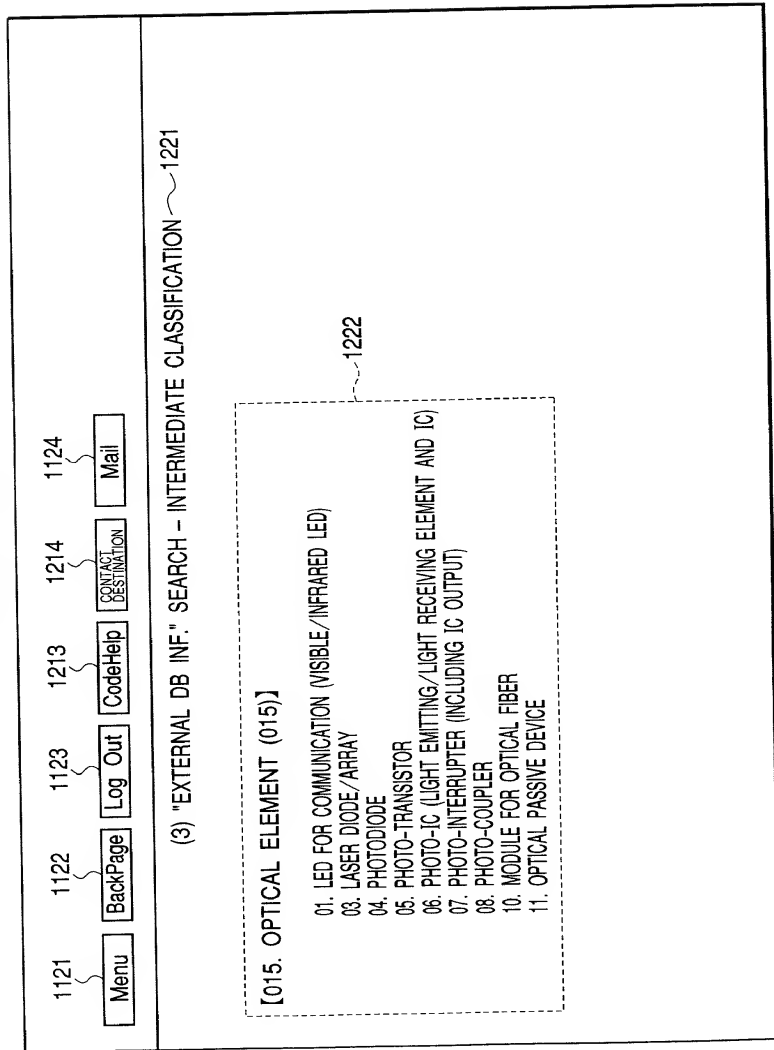 1121 1122 1123 1213 1214 1124
Menu BackPage Log Out CodeHelp CONTACT DESTINATION Mail
(3) "EXTERNAL DB INF." SEARCH – INTERMEDIATE CLASSIFICATION 1221
1222
【015. OPTICAL ELEMENT (015)】
01. LED FOR COMMUNICATION (VISIBLE/INFRARED LED)
03. LASER DIODE/ARRAY
04. PHOTODIODE
05. PHOTO-TRANSISTOR
06. PHOTO-IC (LIGHT EMITTING/LIGHT RECEIVING ELEMENT AND IC)
07. PHOTO-INTERRUPTER (INCLUDING IC OUTPUT)
08. PHOTO-COUPLER
10. MODULE FOR OPTICAL FIBER
11. OPTICAL PASSIVE DEVICE